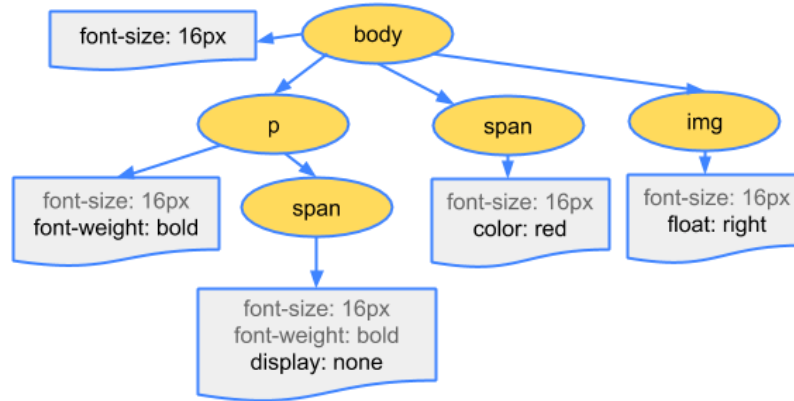 font-size: 16px
body
p
span
img
font-size: 16px
font-weight: bold
span
font-size: 16px
color: red
font-size: 16px
float: right
font-size: 16px
font-weight: bold
display: none